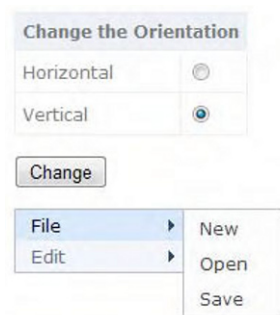 Change the Orientation
Horizontal
Vertical
Change
File
Edit
New
Open
Save